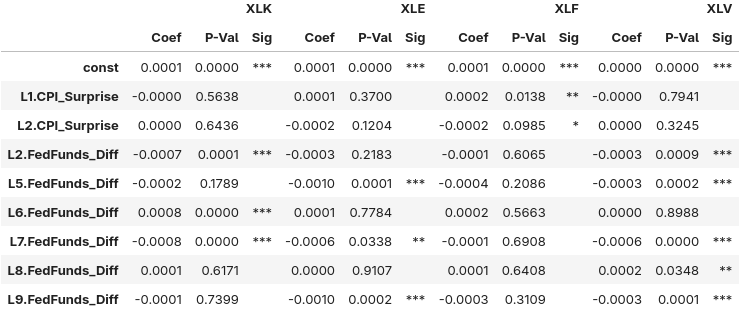 XLK XLE XLF XLV
Coef P-Val Sig Coef P-Val Sig Coef P-Val Sig Coef P-Val Sig
const 0.0001 0.0000 *** 0.0001 0.0000 *** 0.0001 0.0000 *** 0.0000 0.0000 ***
L1.CPI_Surprise -0.0000 0.5638 0.0001 0.3700 0.0002 0.0138 ** -0.0000 0.7941
L2.CPI_Surprise 0.0000 0.6436 -0.0002 0.1204 -0.0002 0.0985 * 0.0000 0.3245
L2.FedFunds_Diff -0.0007 0.0001 *** -0.0003 0.2183 -0.0001 0.6065 -0.0003 0.0009 ***
L5.FedFunds_Diff -0.0002 0.1789 -0.0010 0.0001 *** -0.0004 0.2086 -0.0003 0.0002 ***
L6.FedFunds_Diff 0.0008 0.0000 *** 0.0001 0.7784 0.0002 0.5663 0.0000 0.8988
L7.FedFunds_Diff -0.0008 0.0000 *** -0.0006 0.0338 ** -0.0001 0.6908 -0.0006 0.0000 ***
L8.FedFunds_Diff 0.0001 0.6171 0.0000 0.9107 0.0001 0.6408 0.0002 0.0348 **
L9.FedFunds_Diff -0.0001 0.7399 -0.0010 0.0002 *** -0.0003 0.3109 -0.0003 0.0001 ***